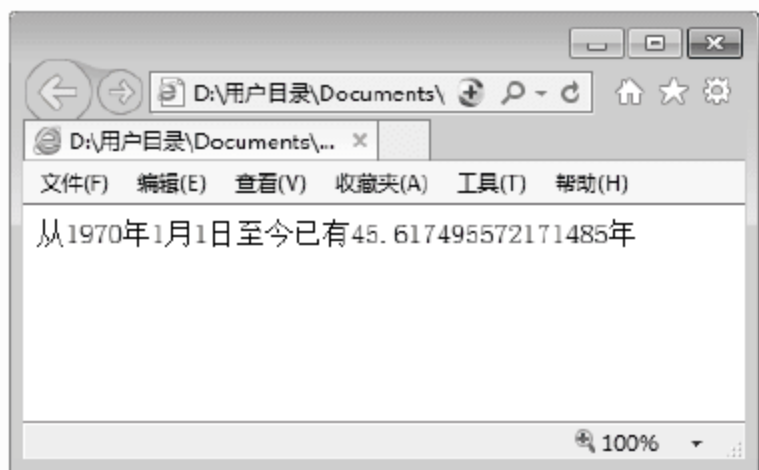 D:\用户目录\Documents\
D:\用户目录\Documents\...
文件(F) 编辑(E) 查看(V) 收藏夹(A) 工具(T) 帮助(H)
从1970年1月1日至今已有45.617495572171485年
100%